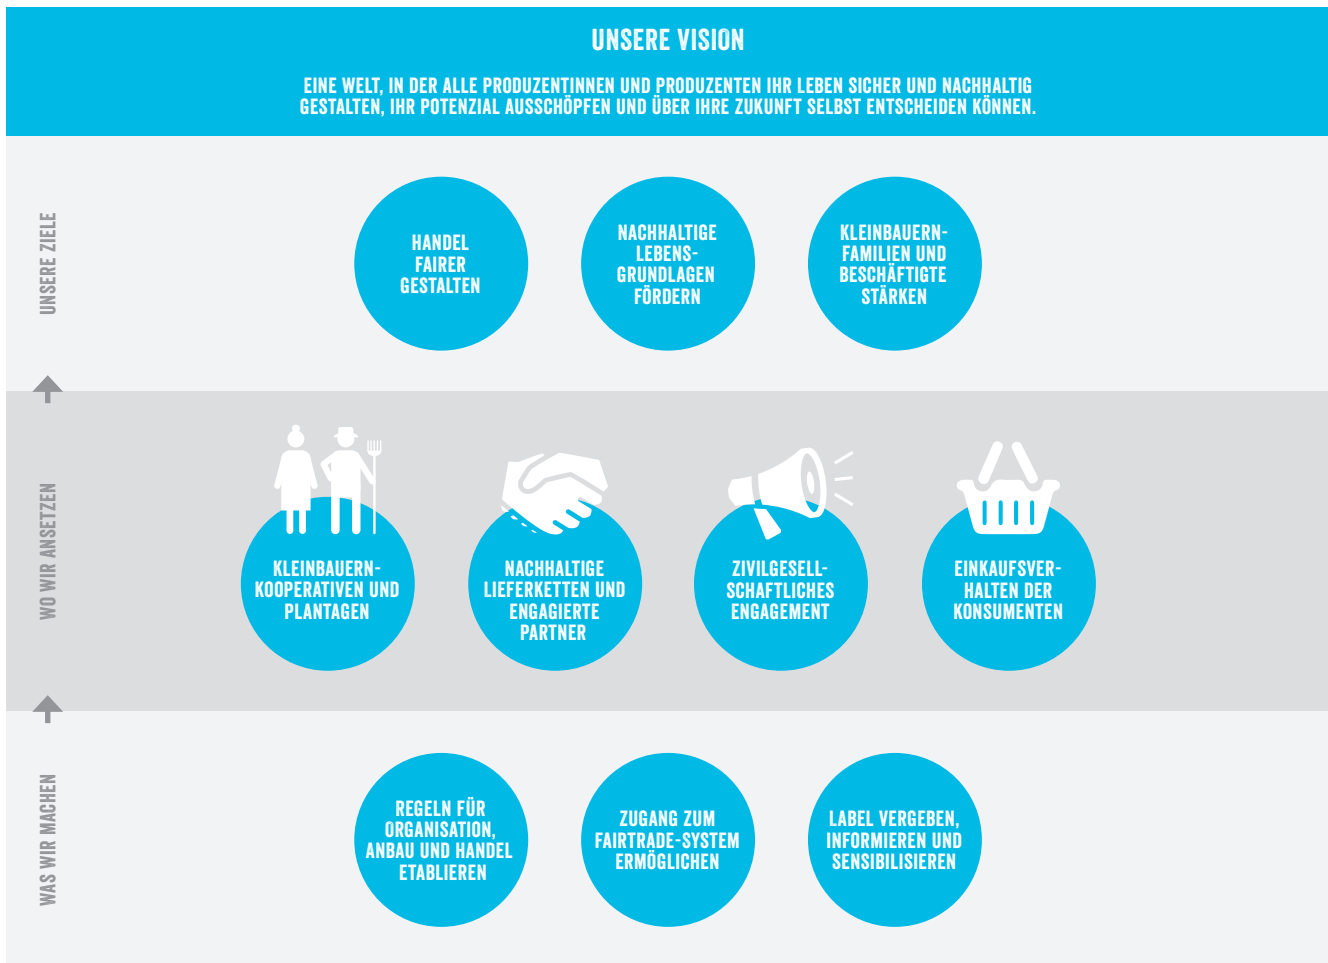 UNSERE VISION
EINE WELT, IN DER ALLE PRODUZENTINNEN UND PRODUZENTEN IHR LEBEN SICHER UND NACHHALTIG
GESTALTEN, IHR POTENZIAL AUSSCHÖPFEN UND ÜBER IHRE ZUKUNFT SELBST ENTSCHEIDEN KÖNNEN.
UNSERE ZIELE
HANDEL
FAIRER
GESTALTEN
NACHHALTIGE
LEBENS-
GRUNDLAGEN
FÖRDERN
KLEINBAUERN-
FAMILIEN UND
BESCHÄFTIGTE
STÄRKEN
WO WIR ANSETZEN
KLEINBAUERN-
KOOPERATIVEN UND
PLANTAGEN
NACHHALTIGE
LIEFERKETTEN UND
ENGAGIERTE
PARTNER
ZIVILGESELL-
SCHAFTLICHES
ENGAGEMENT
EINKAUFSVER-
HALTEN DER
KONSUMENTEN
WAS WIR MACHEN
REGELN FÜR
ORGANISATION,
ANBAU UND HANDEL
ETABLIEREN
ZUGANG ZUM
FAIRTRADE-SYSTEM
ERMÖGLICHEN
LABEL VERGEBEN,
INFORMIEREN UND
SENSIBILISIEREN